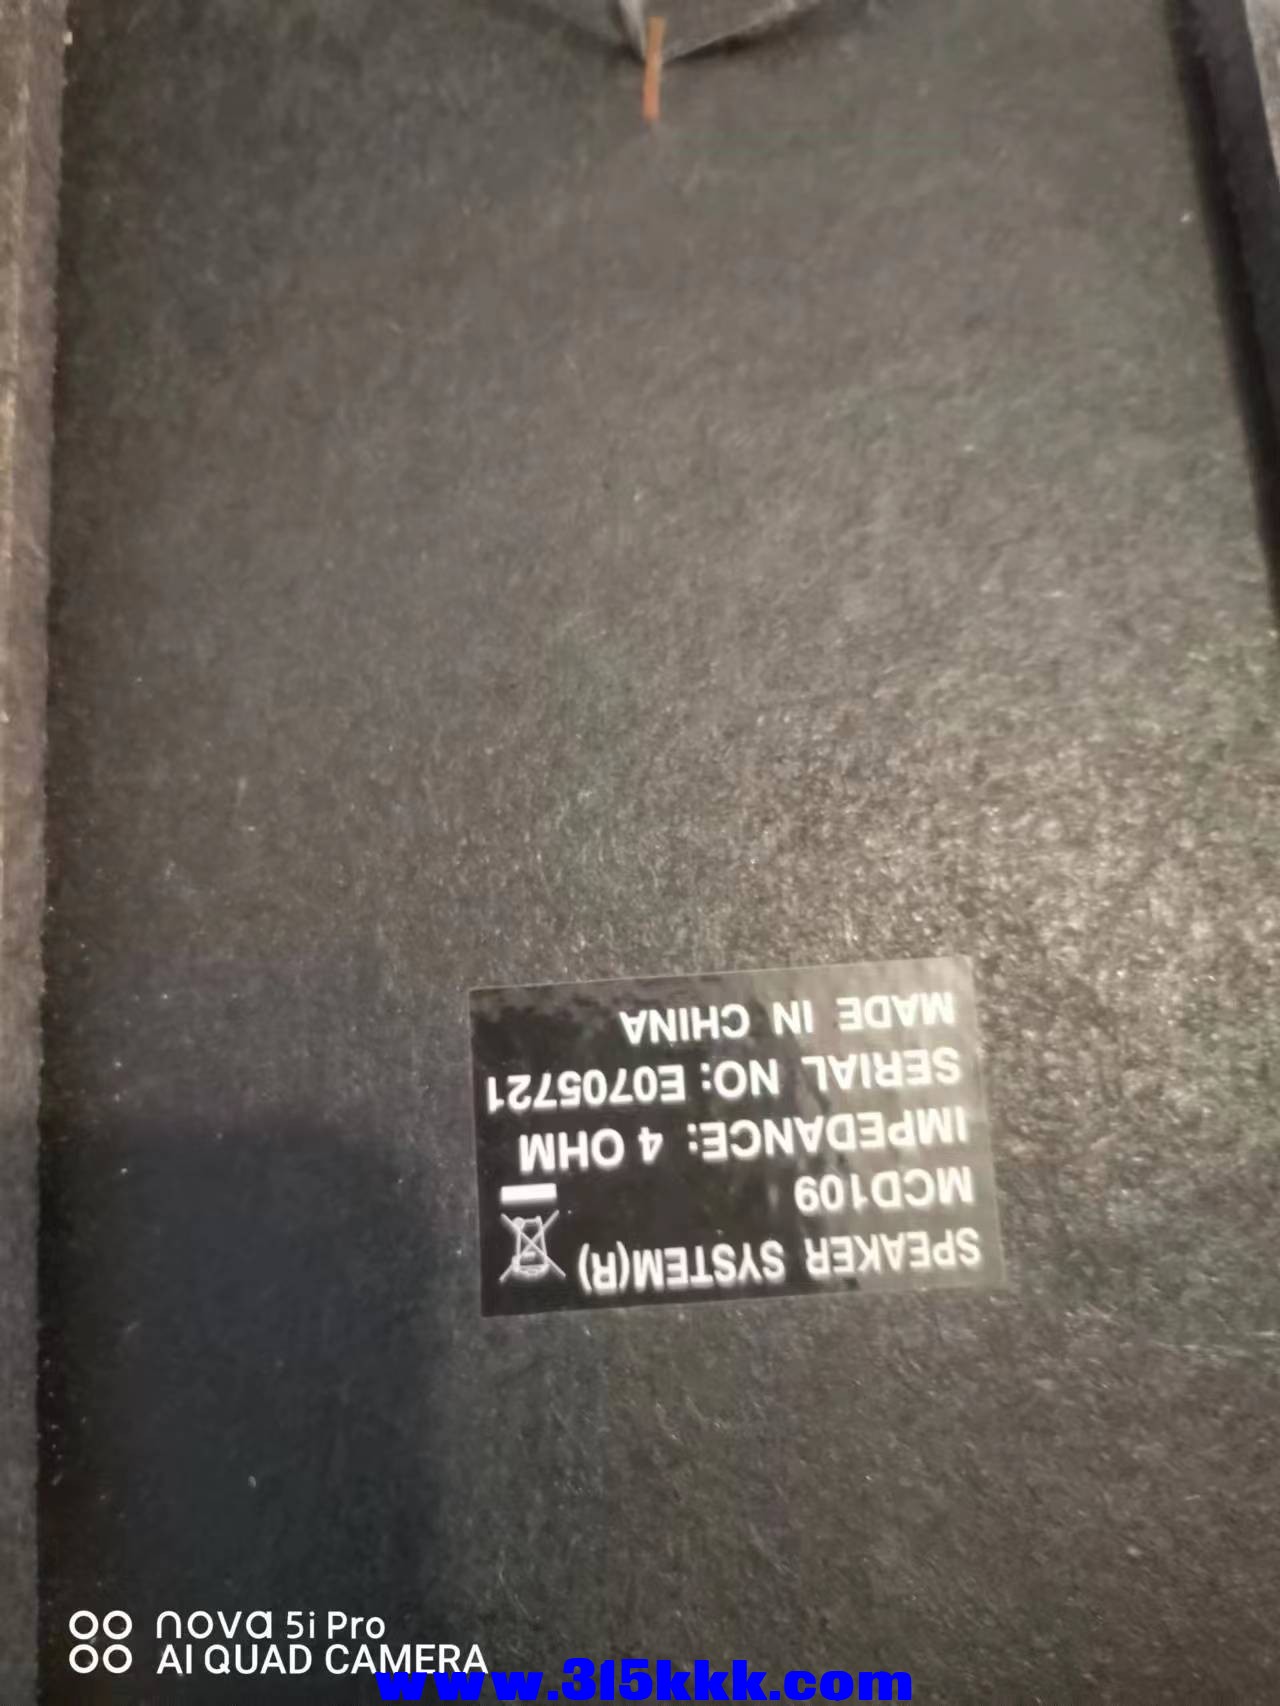 SPEAKER SYSTEM(R)
MCD109
IMPEDANCE: 4 OHM
SERIAL NO: E0705721
MADE IN CHINA
nova 5i Pro
AI QUAD CAMERA
www.315kkk.com